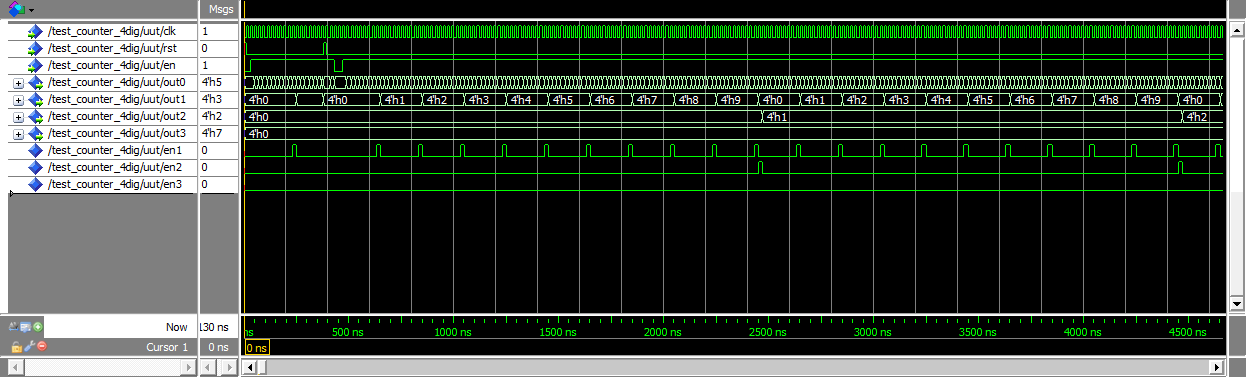 Msgs
/test_counter_4dig/uut/clk 1
/test_counter_4dig/uut/rst 0
/test_counter_4dig/uut/en 1
/test_counter_4dig/uut/out0 4'h5
/test_counter_4dig/uut/out1 4'h3 4'h0 4'h0 4'h1 4'h2 4'h3 4'h4 4'h5 4'h6 4'h7 4'h8 4'h9 4'h0 4'h1 4'h2 4'h3 4'h4 4'h5 4'h6 4'h7 4'h8 4'h9 4'h0
/test_counter_4dig/uut/out2 4'h2 4'h0 4'h1 4'h2
/test_counter_4dig/uut/out3 4'h7 4'h0
/test_counter_4dig/uut/en1 0
/test_counter_4dig/uut/en2 0
/test_counter_4dig/uut/en3 0
Now 130 ns ns 500 ns 1000 ns 1500 ns 2000 ns 2500 ns 3000 ns 3500 ns 4000 ns 4500 ns
Cursor 1 0 ns 0 ns